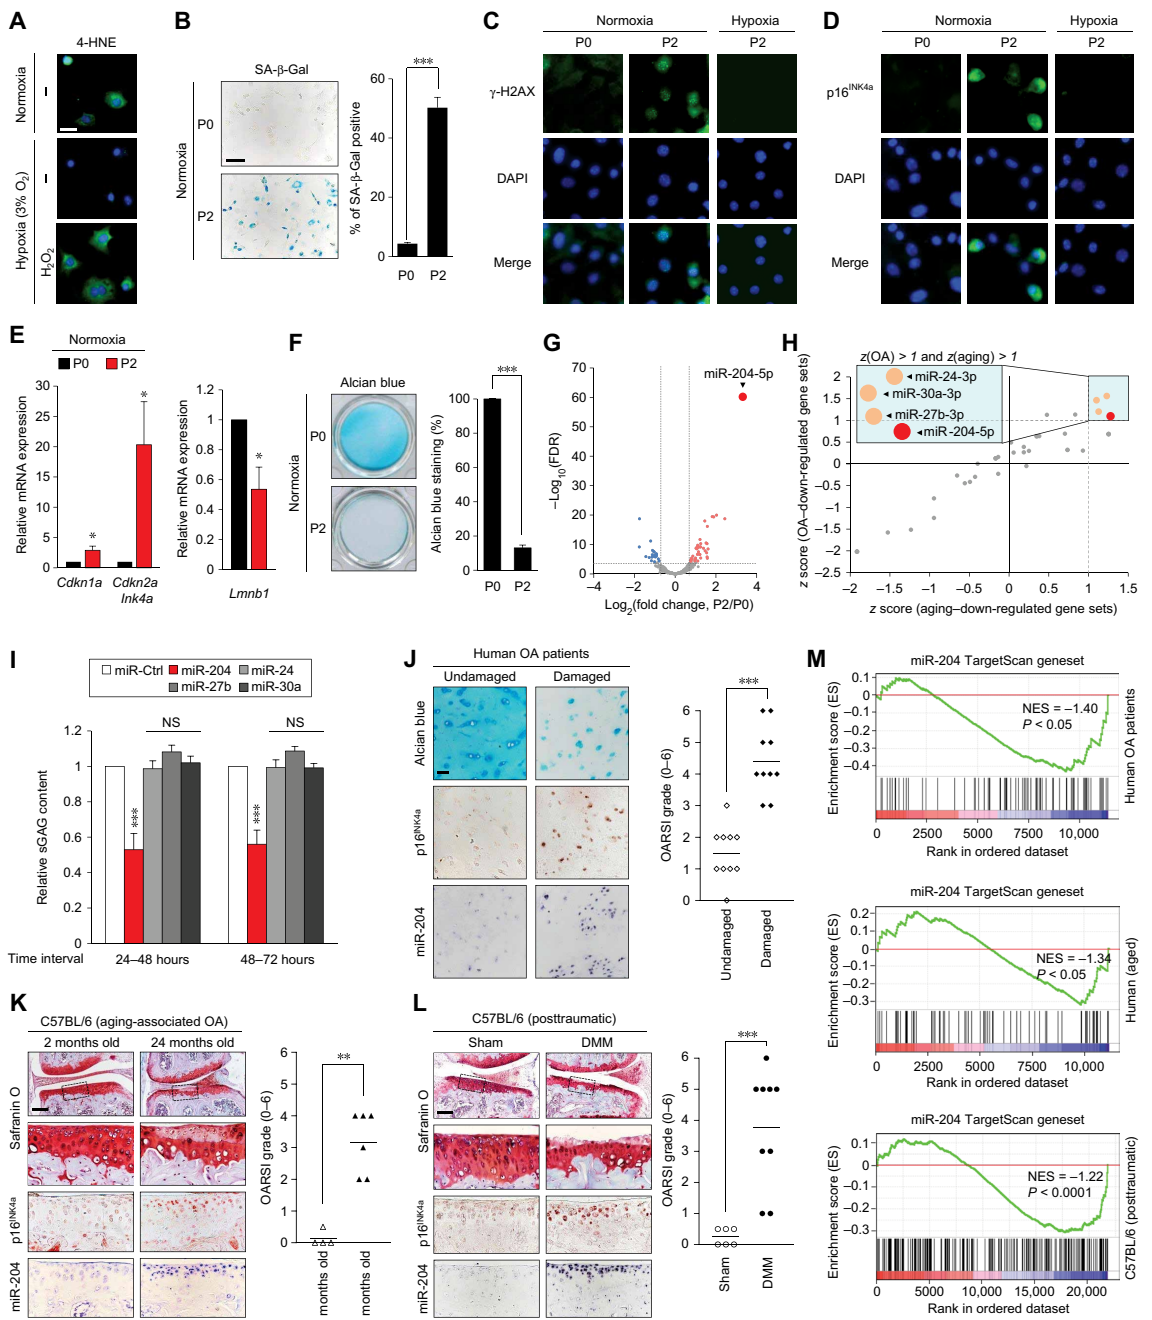 A
4-HNE
Normoxia
–
Hypoxia (3% O2)
–
H2O2
B
SA-β-Gal
Normoxia
P0
P2
% of SA-β-Gal positive
60
40
20
0
***
P0 P2
C
Normoxia Hypoxia
P0 P2 P2
γ-H2AX
DAPI
Merge
D
Normoxia Hypoxia
P0 P2 P2
p16INK4a
DAPI
Merge
E
Normoxia
P0 P2
Relative mRNA expression
30
25
20
15
10
5
0
*
*
Cdkn1a Cdkn2a
Ink4a
Relative mRNA expression
1.2
1
0.8
0.6
0.4
0.2
0
*
Lmnb1
F
Alcian blue
Normoxia
P0
P2
Alcian blue staining (%)
100
80
60
40
20
0
***
P0 P2
G
–Log10(FDR)
70
60
50
40
30
20
10
0
miR-204-5p
–4 –2 0 2 4
Log2(fold change, P2/P0)
H
z(OA) > 1 and z(aging) > 1
z score (OA–down-regulated gene sets)
2
1.5
1
0.5
0
–0.5
–1
–1.5
–2
–2.5
miR-24-3p
miR-30a-3p
miR-27b-3p
miR-204-5p
–2 –1.5 –1 –0.5 0 0.5 1 1.5
z score (aging–down-regulated gene sets)
I
miR-Ctrl miR-204 miR-24
miR-27b miR-30a
Relative sGAG content
1.2
1
0.8
0.6
0.4
0.2
0
NS NS
*** ***
Time interval 24–48 hours 48–72 hours
J
Human OA patients
Undamaged Damaged
Alcian blue
p16INK4a
miR-204
OARSI grade (0–6)
6
5
4
3
2
1
0
***
Undamaged
Damaged
K
C57BL/6 (aging-associated OA)
2 months old 24 months old
Safranin O
p16INK4a
miR-204
OARSI grade (0–6)
6
5
4
3
2
1
0
**
months old
months old
L
C57BL/6 (posttraumatic)
Sham DMM
Safranin O
p16INK4a
miR-204
OARSI grade (0–6)
6
5
4
3
2
1
0
***
Sham
DMM
M
miR-204 TargetScan geneset
Enrichment score (ES)
0.1
0
–0.1
–0.2
–0.3
–0.4
NES = –1.40
P < 0.05
Human OA patients
0 2500 5000 7500 10,000
Rank in ordered dataset
miR-204 TargetScan geneset
Enrichment score (ES)
0.2
0.1
0
–0.1
–0.2
–0.3
NES = –1.34
P < 0.05
Human (aged)
0 2500 5000 7500 10,000
Rank in ordered dataset
miR-204 TargetScan geneset
Enrichment score (ES)
0.1
0
–0.1
–0.2
–0.3
NES = –1.22
P < 0.0001
C57BL/6 (posttraumatic)
0 5000 10,000 15,000 20,000
Rank in ordered dataset